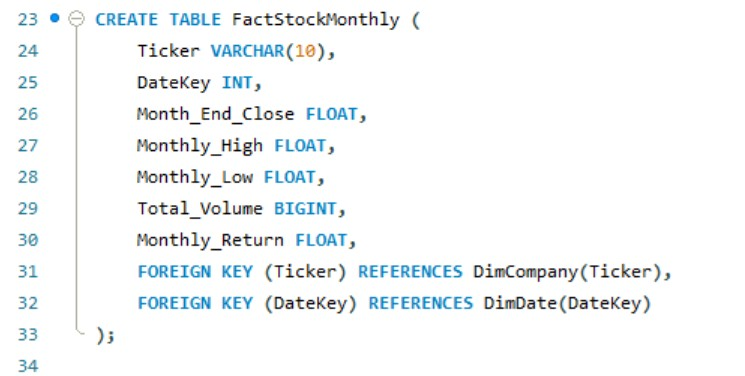 23 CREATE TABLE FactStockMonthly (
24 Ticker VARCHAR(10),
25 DateKey INT,
26 Month_End_Close FLOAT,
27 Monthly_High FLOAT,
28 Monthly_Low FLOAT,
29 Total_Volume BIGINT,
30 Monthly_Return FLOAT,
31 FOREIGN KEY (Ticker) REFERENCES DimCompany(Ticker),
32 FOREIGN KEY (DateKey) REFERENCES DimDate(DateKey)
33 );
34